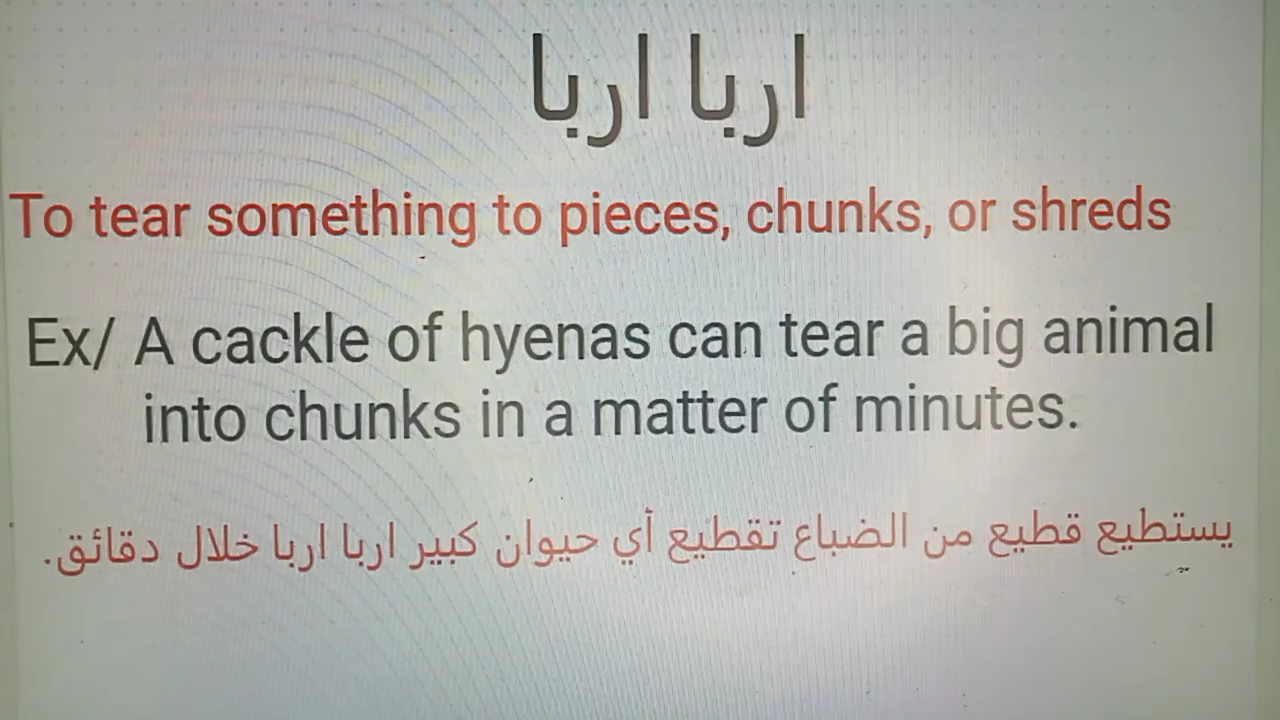 اربا اربا
To tear something to pieces, chunks, or shreds
Ex/ A cackle of hyenas can tear a big animal
into chunks in a matter of minutes.
يستطيع قطيع من الضباع تقطيع أي حيوان كبير اربا اربا خلال دقائق.